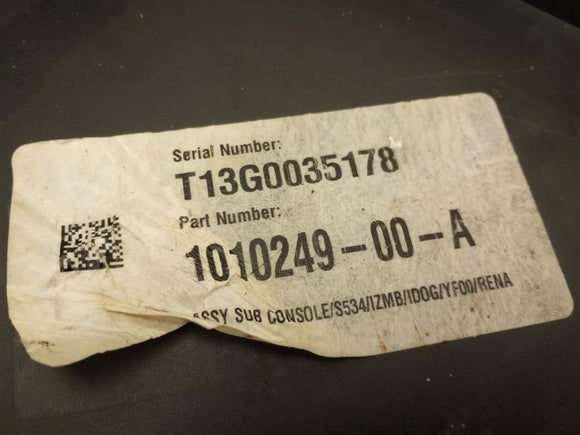 Serial Number:
T13G0035178
Part Number:
1010249-00-A
ASSY SUB CONSOLE/S534/IZMB/IDOG/YF00/RENA